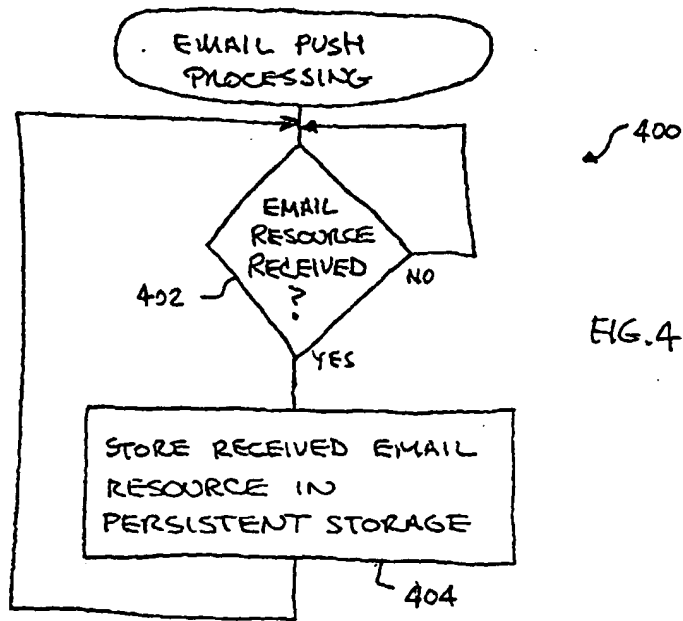 EMAIL PUSH
PROCESSING
400
EMAIL
RESOURCE
RECEIVED
?
402
NO
YES
FIG. 4
STORE RECEIVED EMAIL
RESOURCE IN
PERSISTENT STORAGE
404